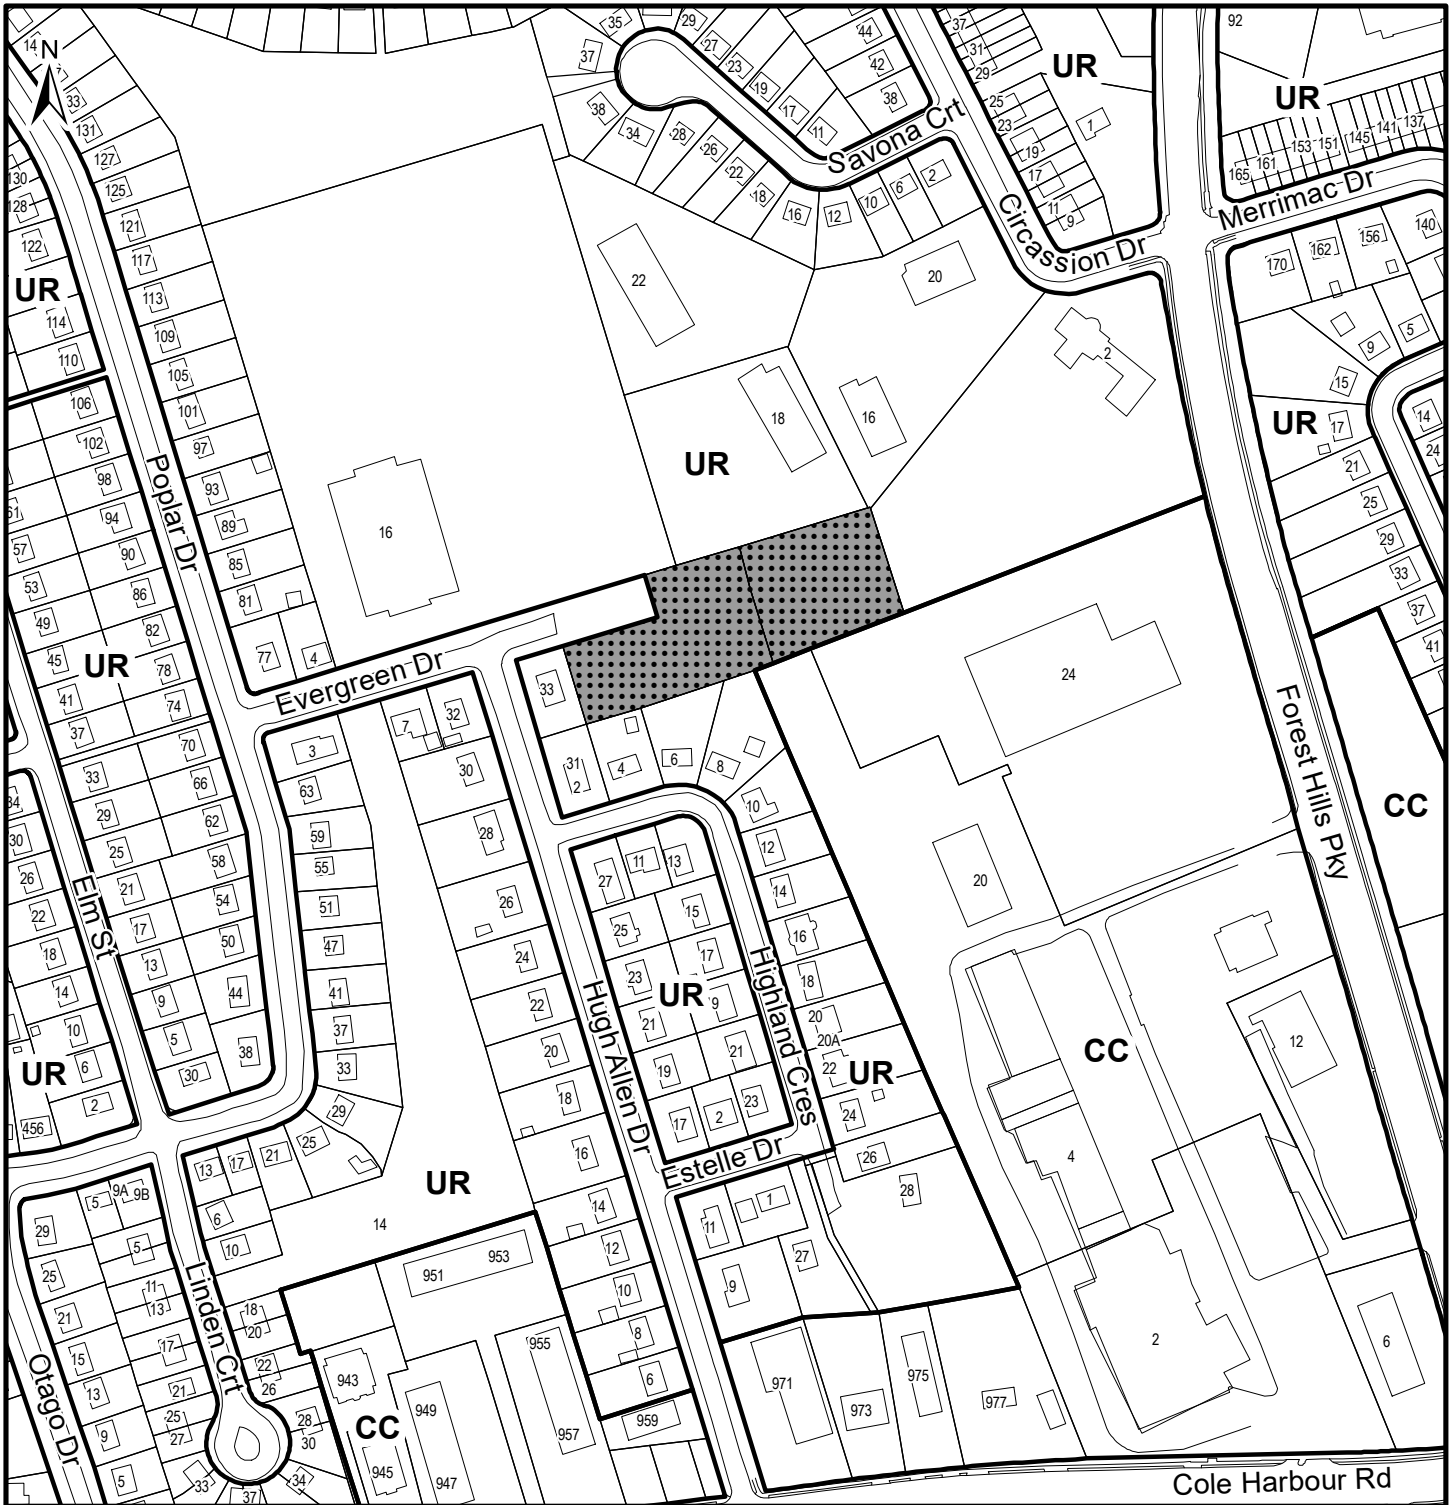 N
UR
UR
UR
UR
UR
UR
UR
UR
UR
UR
UR
CC
CC
CC
Savona Crt
Circassion Dr
Merrimac Dr
Poplar Dr
Evergreen Dr
Elm St
Hugh Allen Dr
Highland Cres
Estelle Dr
Forest Hills Pky
Linden Crt
Otago Dr
Cole Harbour Rd
35 29 37 27 23 19 17 11 44 42 38
38 34 28 26 22 18 16 12 10 6 2
37 31 29 25 23 19 17 11 9 1
92
165 161 153 151 145 141 137
170 162 156 140
9 5 15 17 14 24 21 25 29 33 37 41
33 131 127 125 121 117 113 109 105 101 97 93 89 85 81 77 4
130 128 122 114 110
106 102 98 94 90 86 82 78 74 70 66 62 58 54 50 44 38
61 57 53 49 45 41 37 33 29 25 21 17 13 9 5 30
34 30 26 22 18 14 10 6 2 456
16
22
20
18
16
2
24
20
12
4
2
6
3 63 59 55 51 47 41 37 33 29 25 21 17 13
7 32 30 28 26 24 22 20 18 16 14 12 10 8 6
33 31 2 4 6 8 10 12 14 16 18 20 20A 22 24 26 28
27 11 13 25 15 23 17 21 9 19 21 17 2 23
11 1 9 27
14
6 10 18 20 22 26 28 30 34 37 33
5 9A 9B 5 11 13 17 21 25 27
29 25 21 15 13 9 5
951 953
943 945 949 947 955 957 959
971 973 975 977